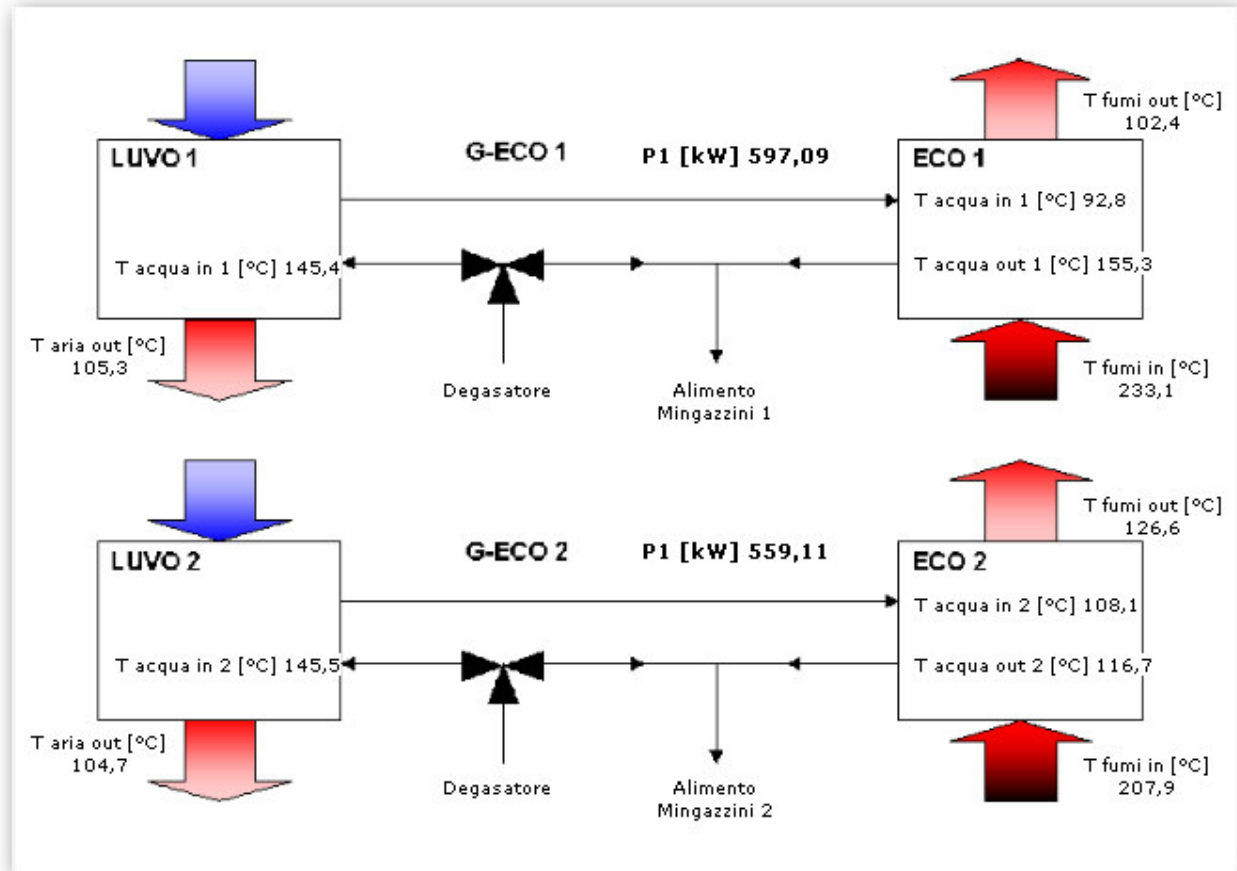 T fumi out [°C]
102,4
LUVO 1
G-ECO 1
P1 [kW] 597,09
ECO 1
T acqua in 1 [°C] 92,8
T acqua in 1 [°C] 145,4
T acqua out 1 [°C] 155,3
T aria out [°C]
105,3
Degasatore
Alimento
Mingazzini 1
T fumi in [°C]
233,1
T fumi out [°C]
126,6
LUVO 2
G-ECO 2
P1 [kW] 559,11
ECO 2
T acqua in 2 [°C] 108,1
T acqua in 2 [°C] 145,5
T acqua out 2 [°C] 116,7
T aria out [°C]
104,7
Degasatore
Alimento
Mingazzini 2
T fumi in [°C]
207,9